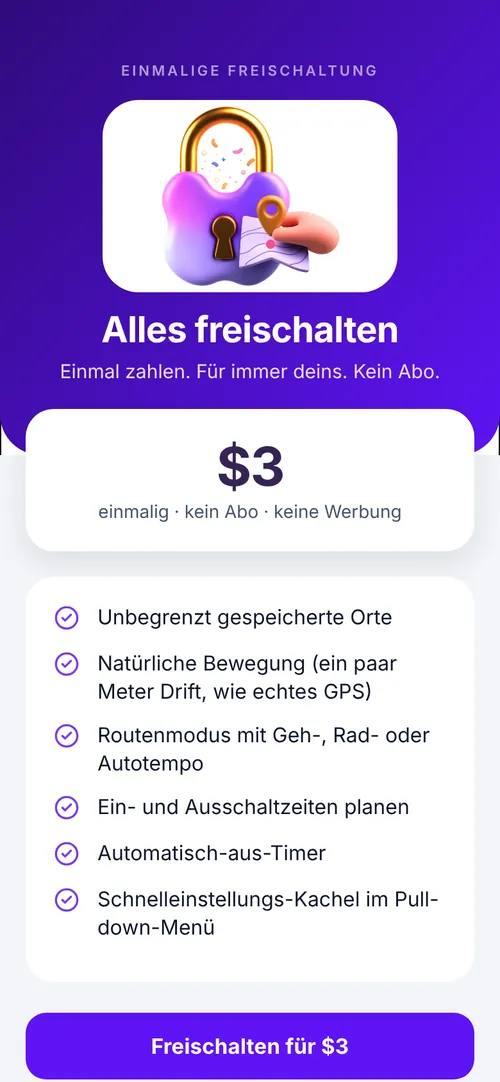 EINMALIGE FREISCHALTUNG
Alles freischalten
Einmal zahlen. Für immer deins. Kein Abo.
$3
einmalig · kein Abo · keine Werbung
Unbegrenzt gespeicherte Orte
Natürliche Bewegung (ein paar
Meter Drift, wie echtes GPS)
Routenmodus mit Geh-, Rad- oder
Autotempo
Ein- und Ausschaltzeiten planen
Automatisch-aus-Timer
Schnelleinstellungs-Kachel im Pull-
down-Menü
Freischalten für $3